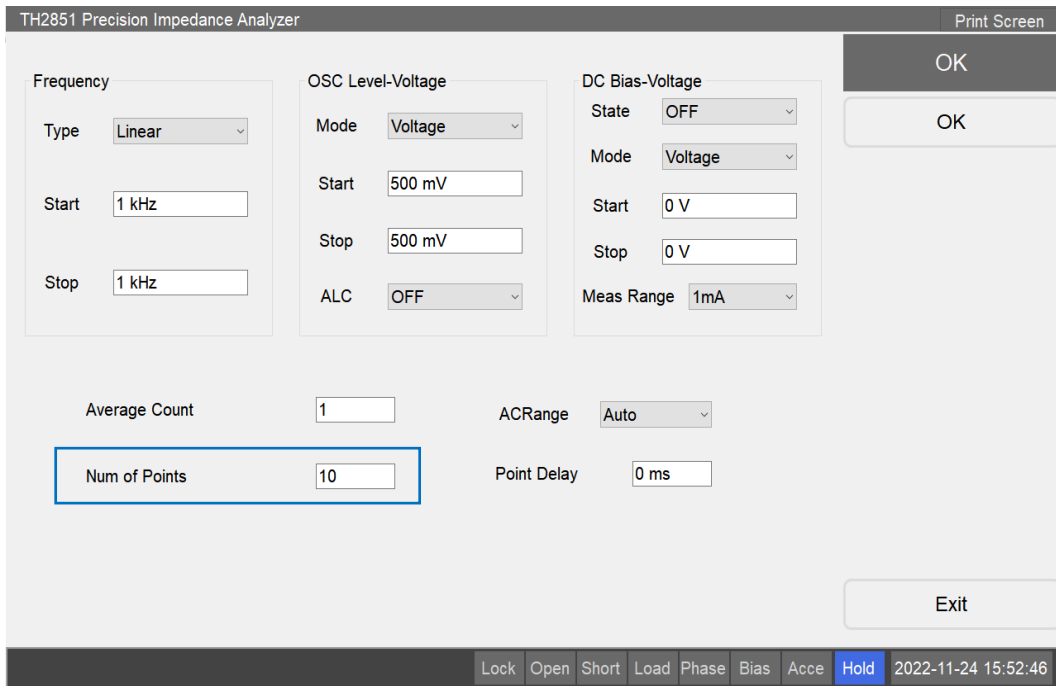 TH2851 Precision Impedance Analyzer
Print Screen
Frequency
Type Linear
Start 1 kHz
Stop 1 kHz
OSC Level-Voltage
Mode Voltage
Start 500 mV
Stop 500 mV
ALC OFF
DC Bias-Voltage
State OFF
Mode Voltage
Start 0 V
Stop 0 V
Meas Range 1mA
Average Count 1
ACRange Auto
Num of Points 10
Point Delay 0 ms
OK
OK
Exit
Lock Open Short Load Phase Bias Acce Hold 2022-11-24 15:52:46